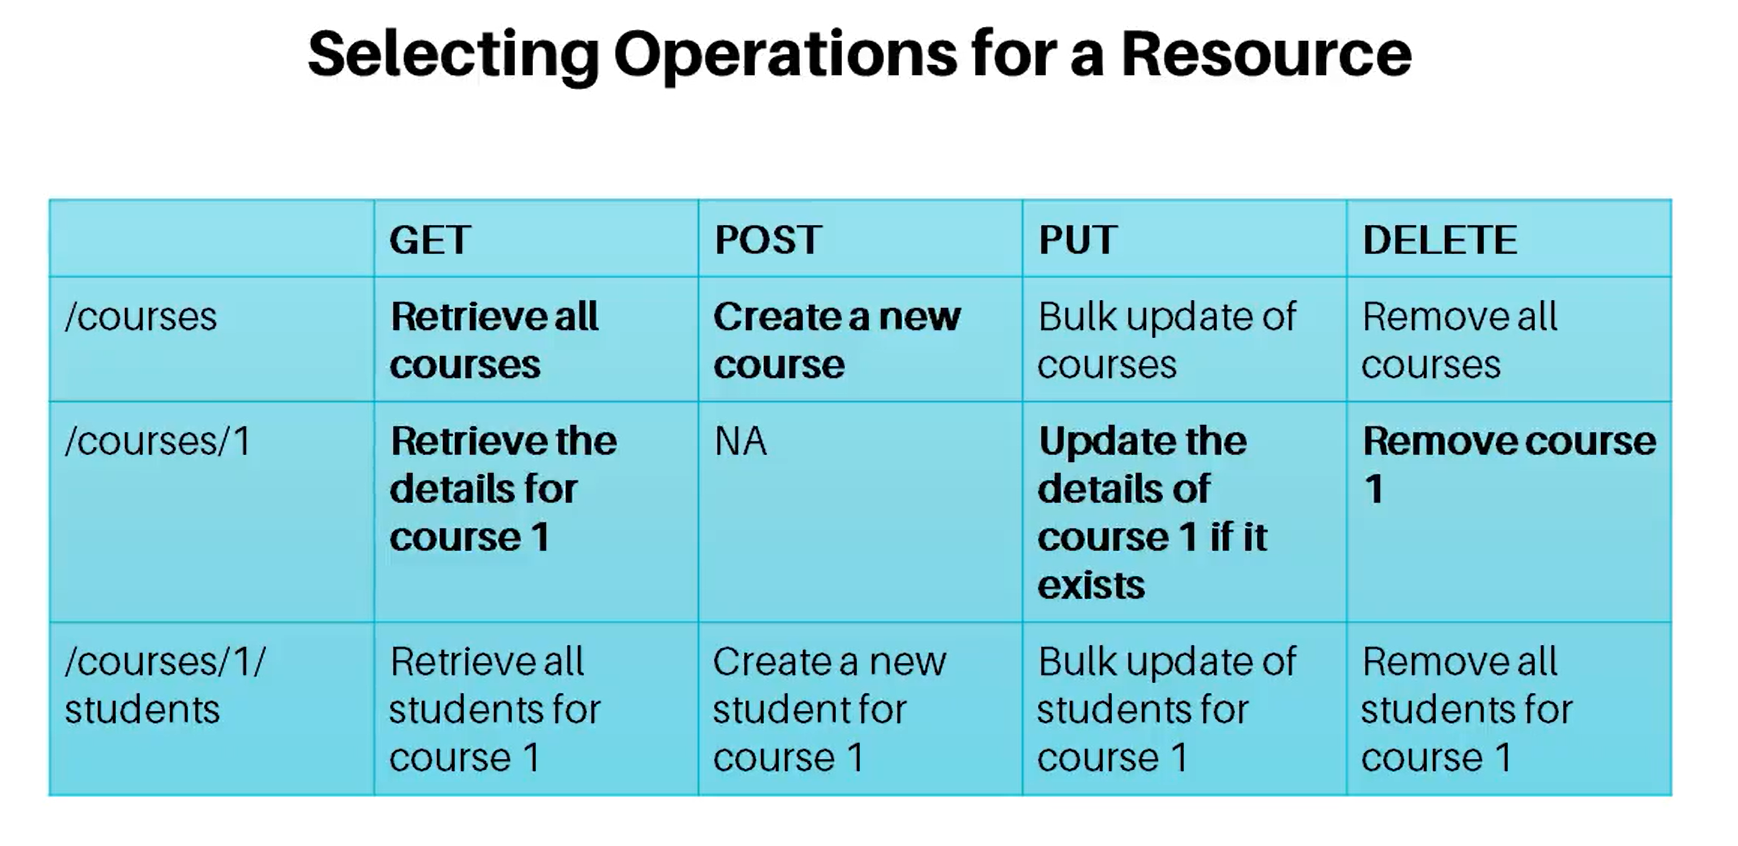 Selecting Operations for a Resource
GET
POST
PUT
DELETE
/courses
Retrieve all
courses
Create a new
course
Bulk update of
courses
Remove all
courses
/courses/1
Retrieve the
details for
course 1
NA
Update the
details of
course 1 if it
exists
Remove course
1
/courses/1/
students
Retrieve all
students for
course 1
Create a new
student for
course 1
Bulk update of
students for
course 1
Remove all
students for
course 1